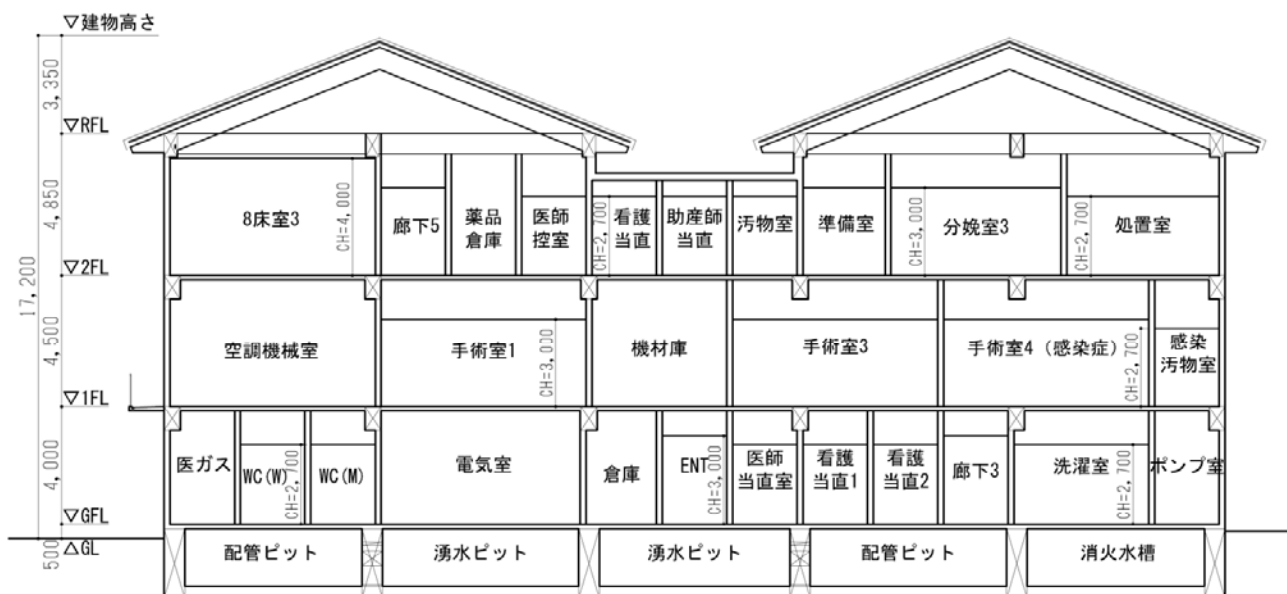 ▽建物高さ
3,350
▽RFL
4,850
17,200
▽2FL
4,500
▽1FL
4,000
▽GFL
500
△GL
8床室3
CH=4,000
廊下5
薬品
倉庫
医師
控室
CH=2,700
看護
当直
助産師
当直
汚物室
準備室
CH=3,000
分娩室3
CH=2,700
処置室
空調機械室
手術室1
CH=3,000
機材庫
手術室3
手術室4（感染症）
CH=2,700
感染
汚物室
医ガス
WC(W)
CH=2,700
WC(M)
電気室
倉庫
ENT
CH=3,000
医師
当直室
看護
当直1
看護
当直2
廊下3
洗濯室
CH=2,700
ポンプ室
配管ピット
湧水ピット
湧水ピット
配管ピット
消火水槽